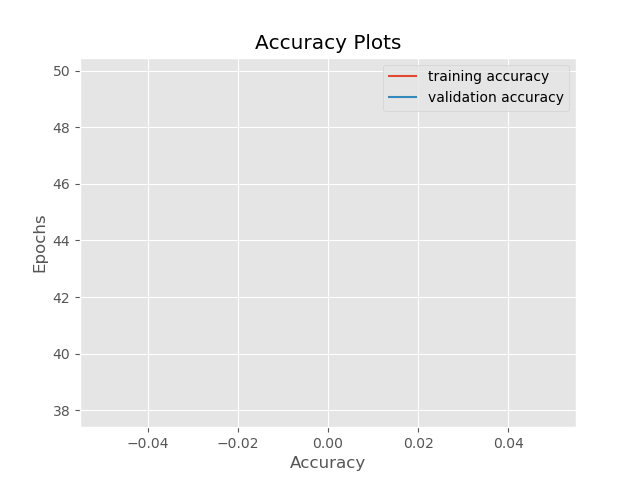 Accuracy Plots
training accuracy
validation accuracy
50
48
46
44
42
40
38
Epochs
−0.04 −0.02 0.00 0.02 0.04
Accuracy